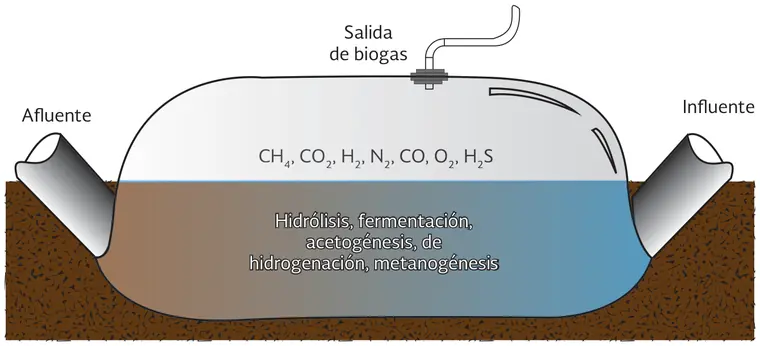 Salida
de biogas
Afluente
Influente
CH₄, CO₂, H₂, N₂, CO, O₂, H₂S
Hidrólisis, fermentación,
acetogénesis, de
hidrogenación, metanogénesis